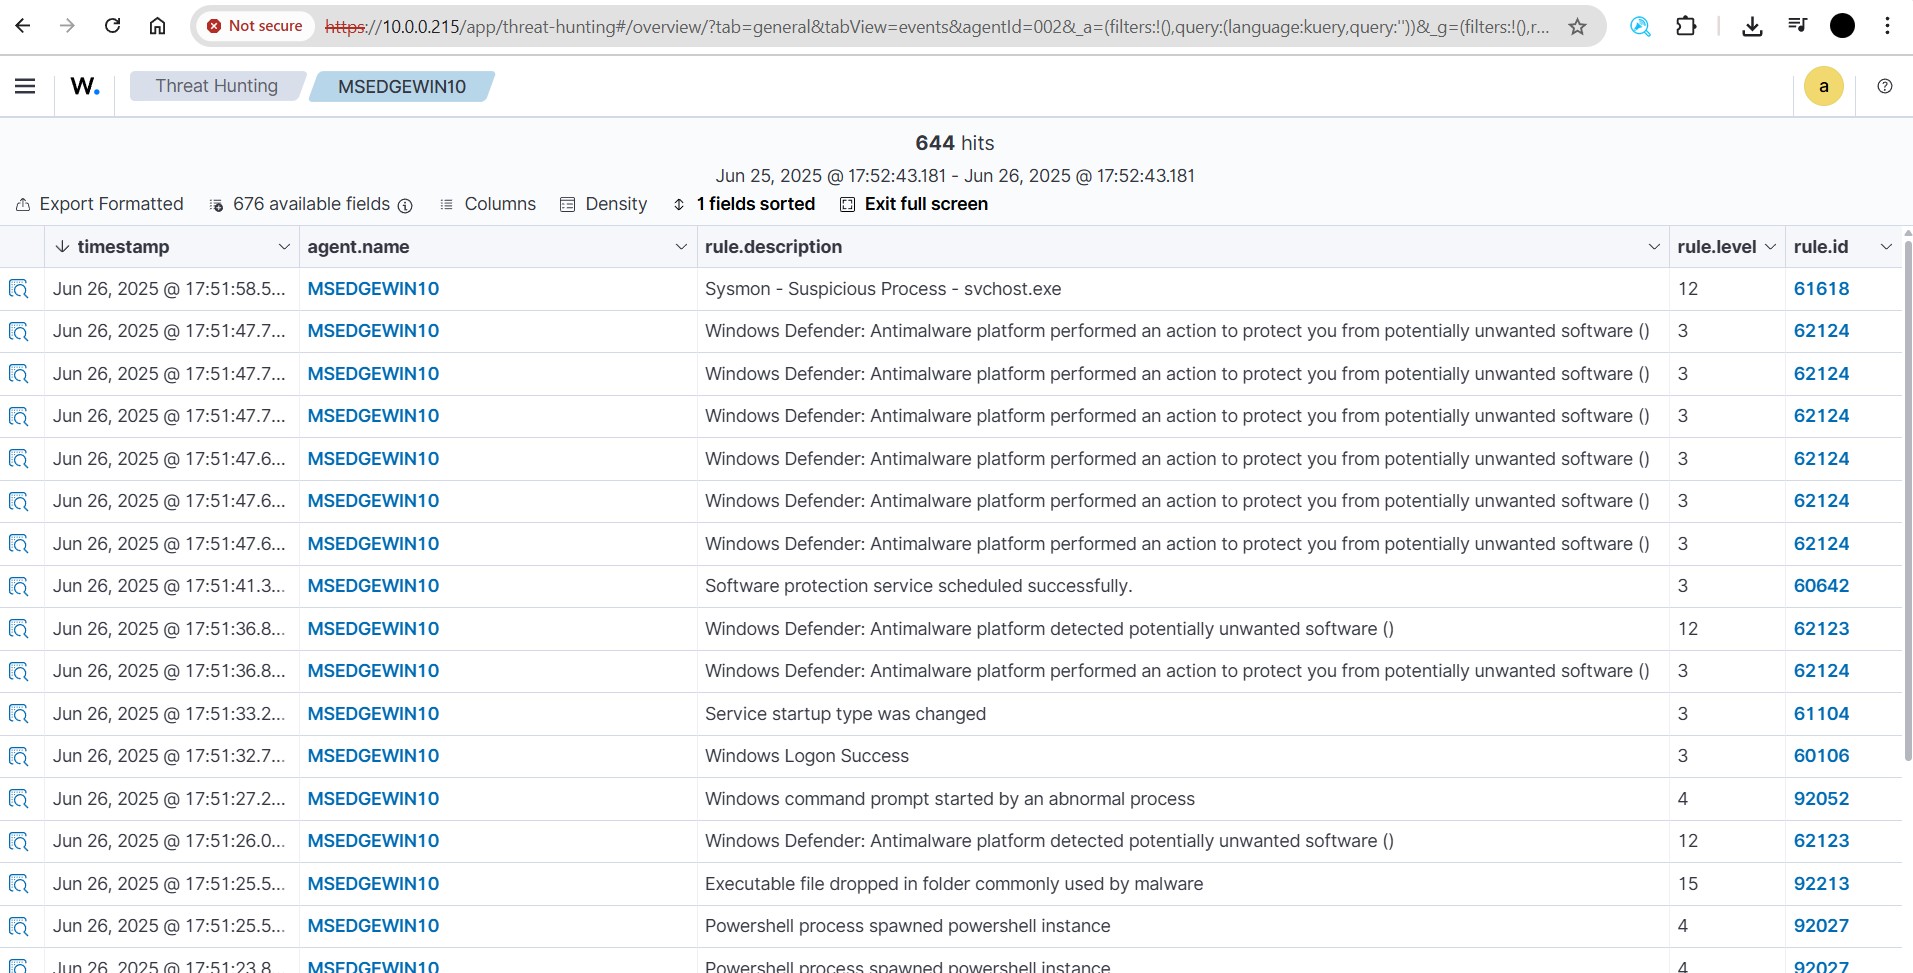 Not secure https://10.0.0.215/app/threat-hunting#/overview/?tab=general&tabView=events&agentId=002&_a=(filters:!(),query:(language:kuery,query:''))&_g=(filters:!(),r...
W. Threat Hunting MSEDGEWIN10 a
644 hits
Jun 25, 2025 @ 17:52:43.181 - Jun 26, 2025 @ 17:52:43.181
Export Formatted 676 available fields Columns Density 1 fields sorted Exit full screen
timestamp agent.name rule.description rule.level rule.id
Jun 26, 2025 @ 17:51:58.5... MSEDGEWIN10 Sysmon - Suspicious Process - svchost.exe 12 61618
Jun 26, 2025 @ 17:51:47.7... MSEDGEWIN10 Windows Defender: Antimalware platform performed an action to protect you from potentially unwanted software () 3 62124
Jun 26, 2025 @ 17:51:47.7... MSEDGEWIN10 Windows Defender: Antimalware platform performed an action to protect you from potentially unwanted software () 3 62124
Jun 26, 2025 @ 17:51:47.7... MSEDGEWIN10 Windows Defender: Antimalware platform performed an action to protect you from potentially unwanted software () 3 62124
Jun 26, 2025 @ 17:51:47.6... MSEDGEWIN10 Windows Defender: Antimalware platform performed an action to protect you from potentially unwanted software () 3 62124
Jun 26, 2025 @ 17:51:47.6... MSEDGEWIN10 Windows Defender: Antimalware platform performed an action to protect you from potentially unwanted software () 3 62124
Jun 26, 2025 @ 17:51:47.6... MSEDGEWIN10 Windows Defender: Antimalware platform performed an action to protect you from potentially unwanted software () 3 62124
Jun 26, 2025 @ 17:51:41.3... MSEDGEWIN10 Software protection service scheduled successfully. 3 60642
Jun 26, 2025 @ 17:51:36.8... MSEDGEWIN10 Windows Defender: Antimalware platform detected potentially unwanted software () 12 62123
Jun 26, 2025 @ 17:51:36.8... MSEDGEWIN10 Windows Defender: Antimalware platform performed an action to protect you from potentially unwanted software () 3 62124
Jun 26, 2025 @ 17:51:33.2... MSEDGEWIN10 Service startup type was changed 3 61104
Jun 26, 2025 @ 17:51:32.7... MSEDGEWIN10 Windows Logon Success 3 60106
Jun 26, 2025 @ 17:51:27.2... MSEDGEWIN10 Windows command prompt started by an abnormal process 4 92052
Jun 26, 2025 @ 17:51:26.0... MSEDGEWIN10 Windows Defender: Antimalware platform detected potentially unwanted software () 12 62123
Jun 26, 2025 @ 17:51:25.5... MSEDGEWIN10 Executable file dropped in folder commonly used by malware 15 92213
Jun 26, 2025 @ 17:51:25.5... MSEDGEWIN10 Powershell process spawned powershell instance 4 92027
Jun 26, 2025 @ 17:51:23.8... MSEDGEWIN10 Powershell process spawned powershell instance 4 92027